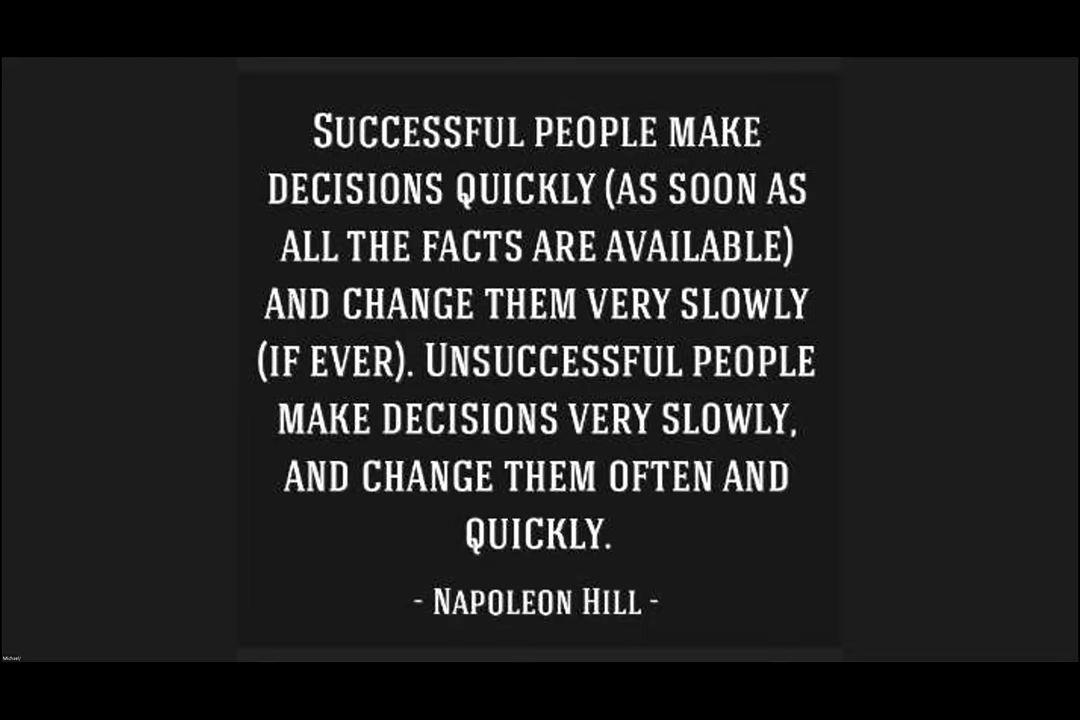 Successful people make
decisions quickly (as soon as
all the facts are available)
and change them very slowly
(if ever). Unsuccessful people
make decisions very slowly,
and change them often and
quickly.
- Napoleon Hill -
Michael